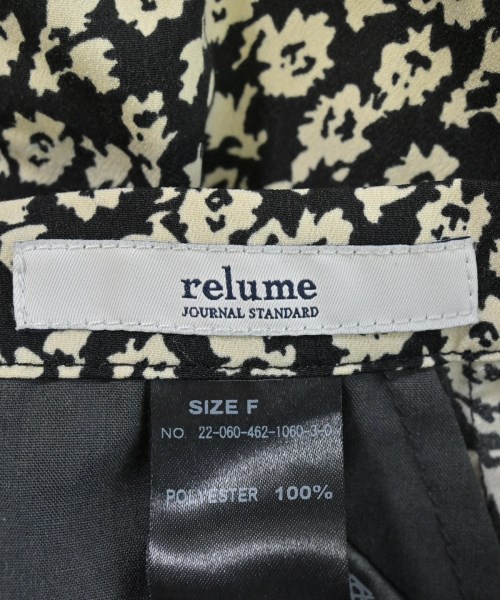 relume
JOURNAL STANDARD
SIZE F
NO. 22-060-462-1060-3-0
POLYESTER 100%